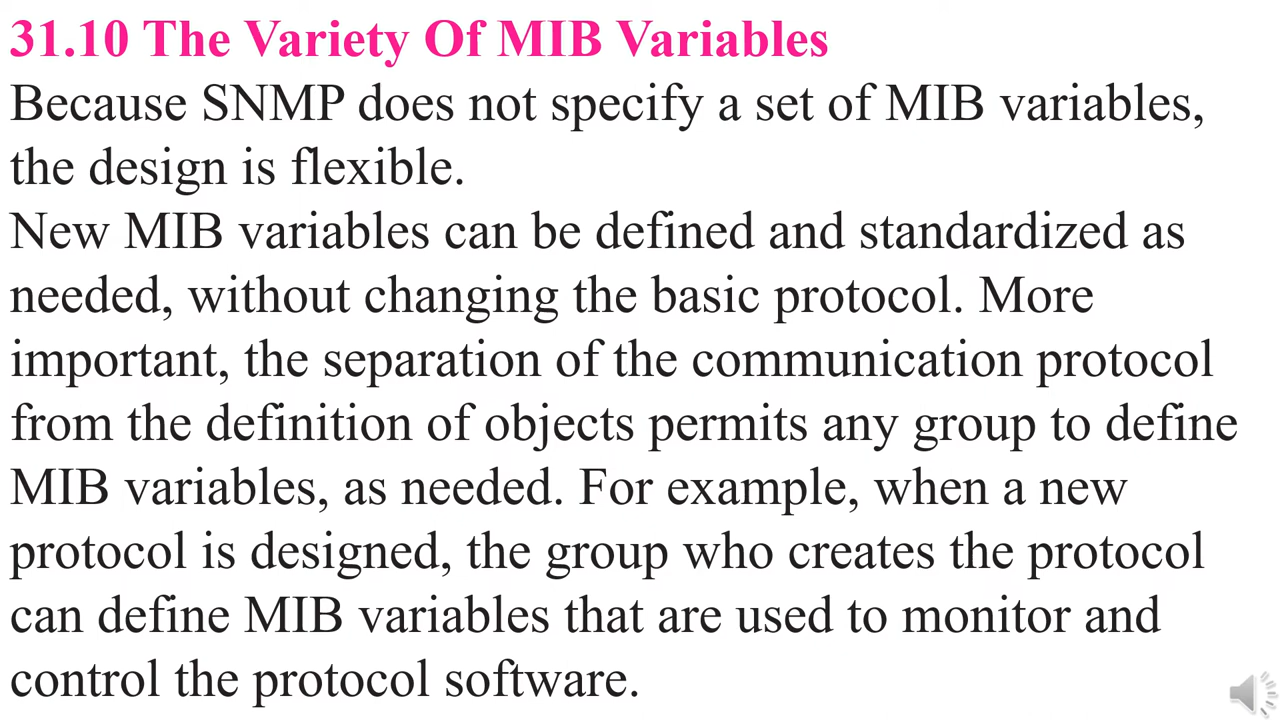 31.10 The Variety Of MIB Variables
Because SNMP does not specify a set of MIB variables,
the design is flexible.
New MIB variables can be defined and standardized as
needed, without changing the basic protocol. More
important, the separation of the communication protocol
from the definition of objects permits any group to define
MIB variables, as needed. For example, when a new
protocol is designed, the group who creates the protocol
can define MIB variables that are used to monitor and
control the protocol software.